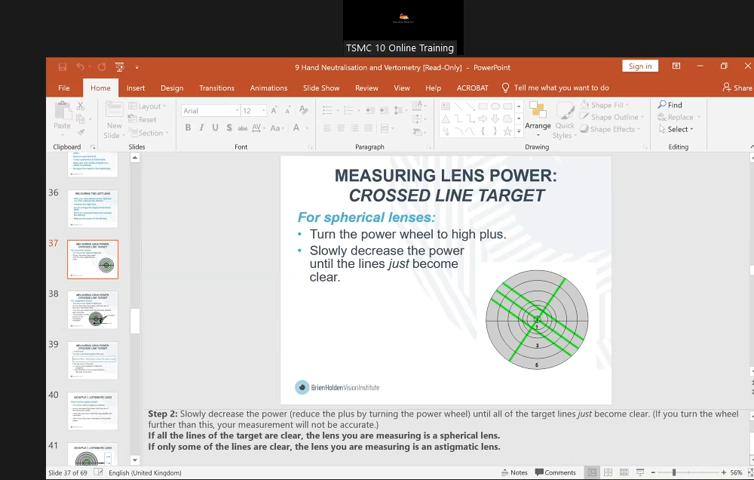 TSMC 10 Online Training
9 Hand Neutralisation and Vertometry [Read-Only] - PowerPoint
Sign in
File Home Insert Design Transitions Animations Slide Show Review View Help ACROBAT Tell me what you want to do Share
Paste
New
Slide
Layout
Reset
Section
Arial 12
Arrange
Quick
Styles
Shape Fill
Shape Outline
Shape Effects
Find
Replace
Select
Clipboard Slides Font Paragraph Drawing Editing
36
37
38
39
40
41
MEASURING LENS POWER:
CROSSED LINE TARGET
For spherical lenses:
• Turn the power wheel to high plus.
• Slowly decrease the power
until the lines just become
clear.
BrienHoldenVisionInstitute
Step 2: Slowly decrease the power (reduce the plus by turning the power wheel) until all of the target lines just become clear. (If you turn the wheel
further than this, your measurement will not be accurate.)
If all the lines of the target are clear, the lens you are measuring is a spherical lens.
If only some of the lines are clear, the lens you are measuring is an astigmatic lens.
Slide 37 of 69 English (United Kingdom) Notes Comments 56%